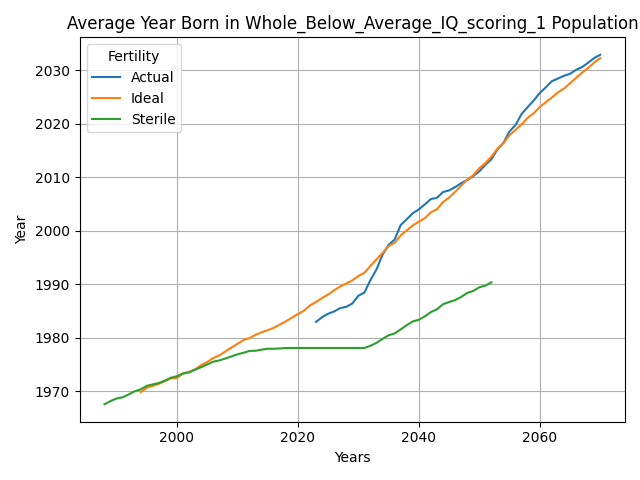 Average Year Born in Whole_Below_Average_IQ_scoring_1 Population
Fertility
Actual
Ideal
Sterile
2030
2020
2010
2000
1990
1980
1970
Year
2000 2020 2040 2060
Years